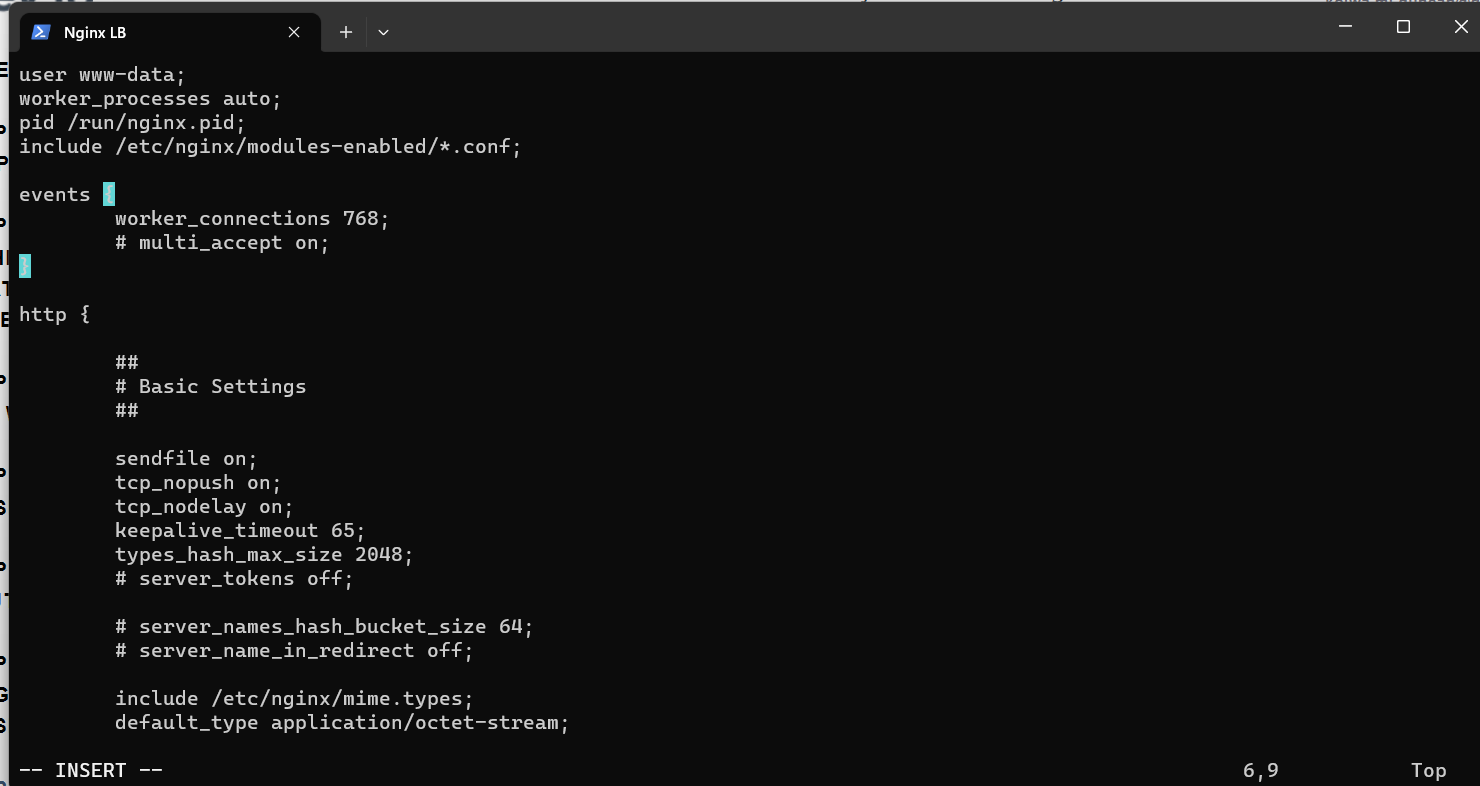 Nginx LB
user www-data;
worker_processes auto;
pid /run/nginx.pid;
include /etc/nginx/modules-enabled/*.conf;
events {
worker_connections 768;
# multi_accept on;
}
http {
##
# Basic Settings
##
sendfile on;
tcp_nopush on;
tcp_nodelay on;
keepalive_timeout 65;
types_hash_max_size 2048;
# server_tokens off;
# server_names_hash_bucket_size 64;
# server_name_in_redirect off;
include /etc/nginx/mime.types;
default_type application/octet-stream;
-- INSERT -- 6,9 Top